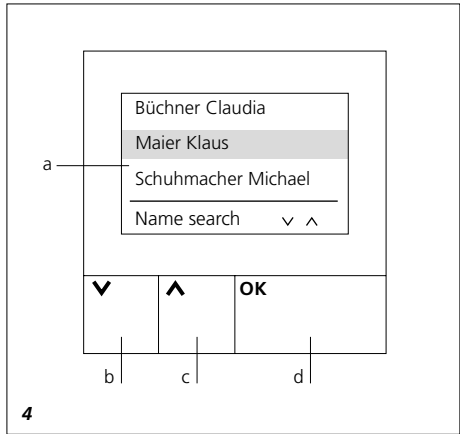 Büchner Claudia
Maier Klaus
a
Schuhmacher Michael
Name search
OK
b c d
4